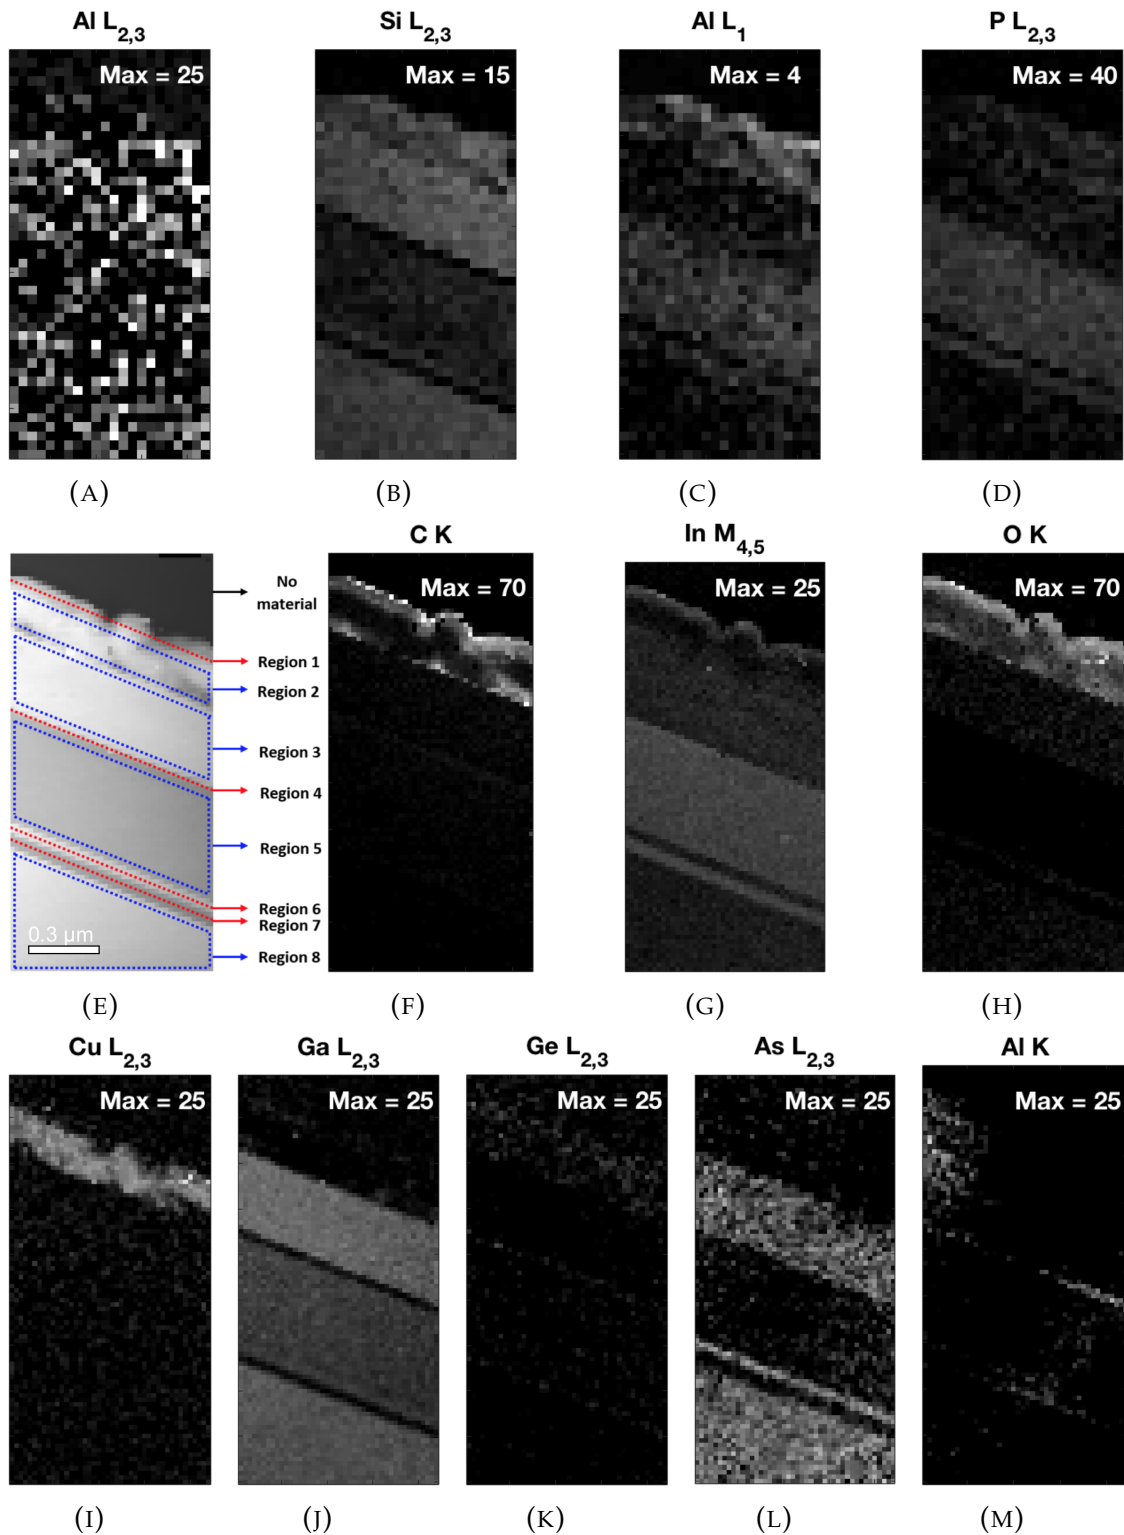 Al L2,3 Si L2,3 Al L1 P L2,3
Max = 25 Max = 15 Max = 4 Max = 40
(A) (B) (C) (D)
C K In M4,5 O K
No material
Max = 70 Max = 25 Max = 70
Region 1
Region 2
Region 3
Region 4
Region 5
Region 6
Region 7
Region 8
0.3 μm
(E) (F) (G) (H)
Cu L2,3 Ga L2,3 Ge L2,3 As L2,3 Al K
Max = 25 Max = 25 Max = 25 Max = 25 Max = 25
(I) (J) (K) (L) (M)